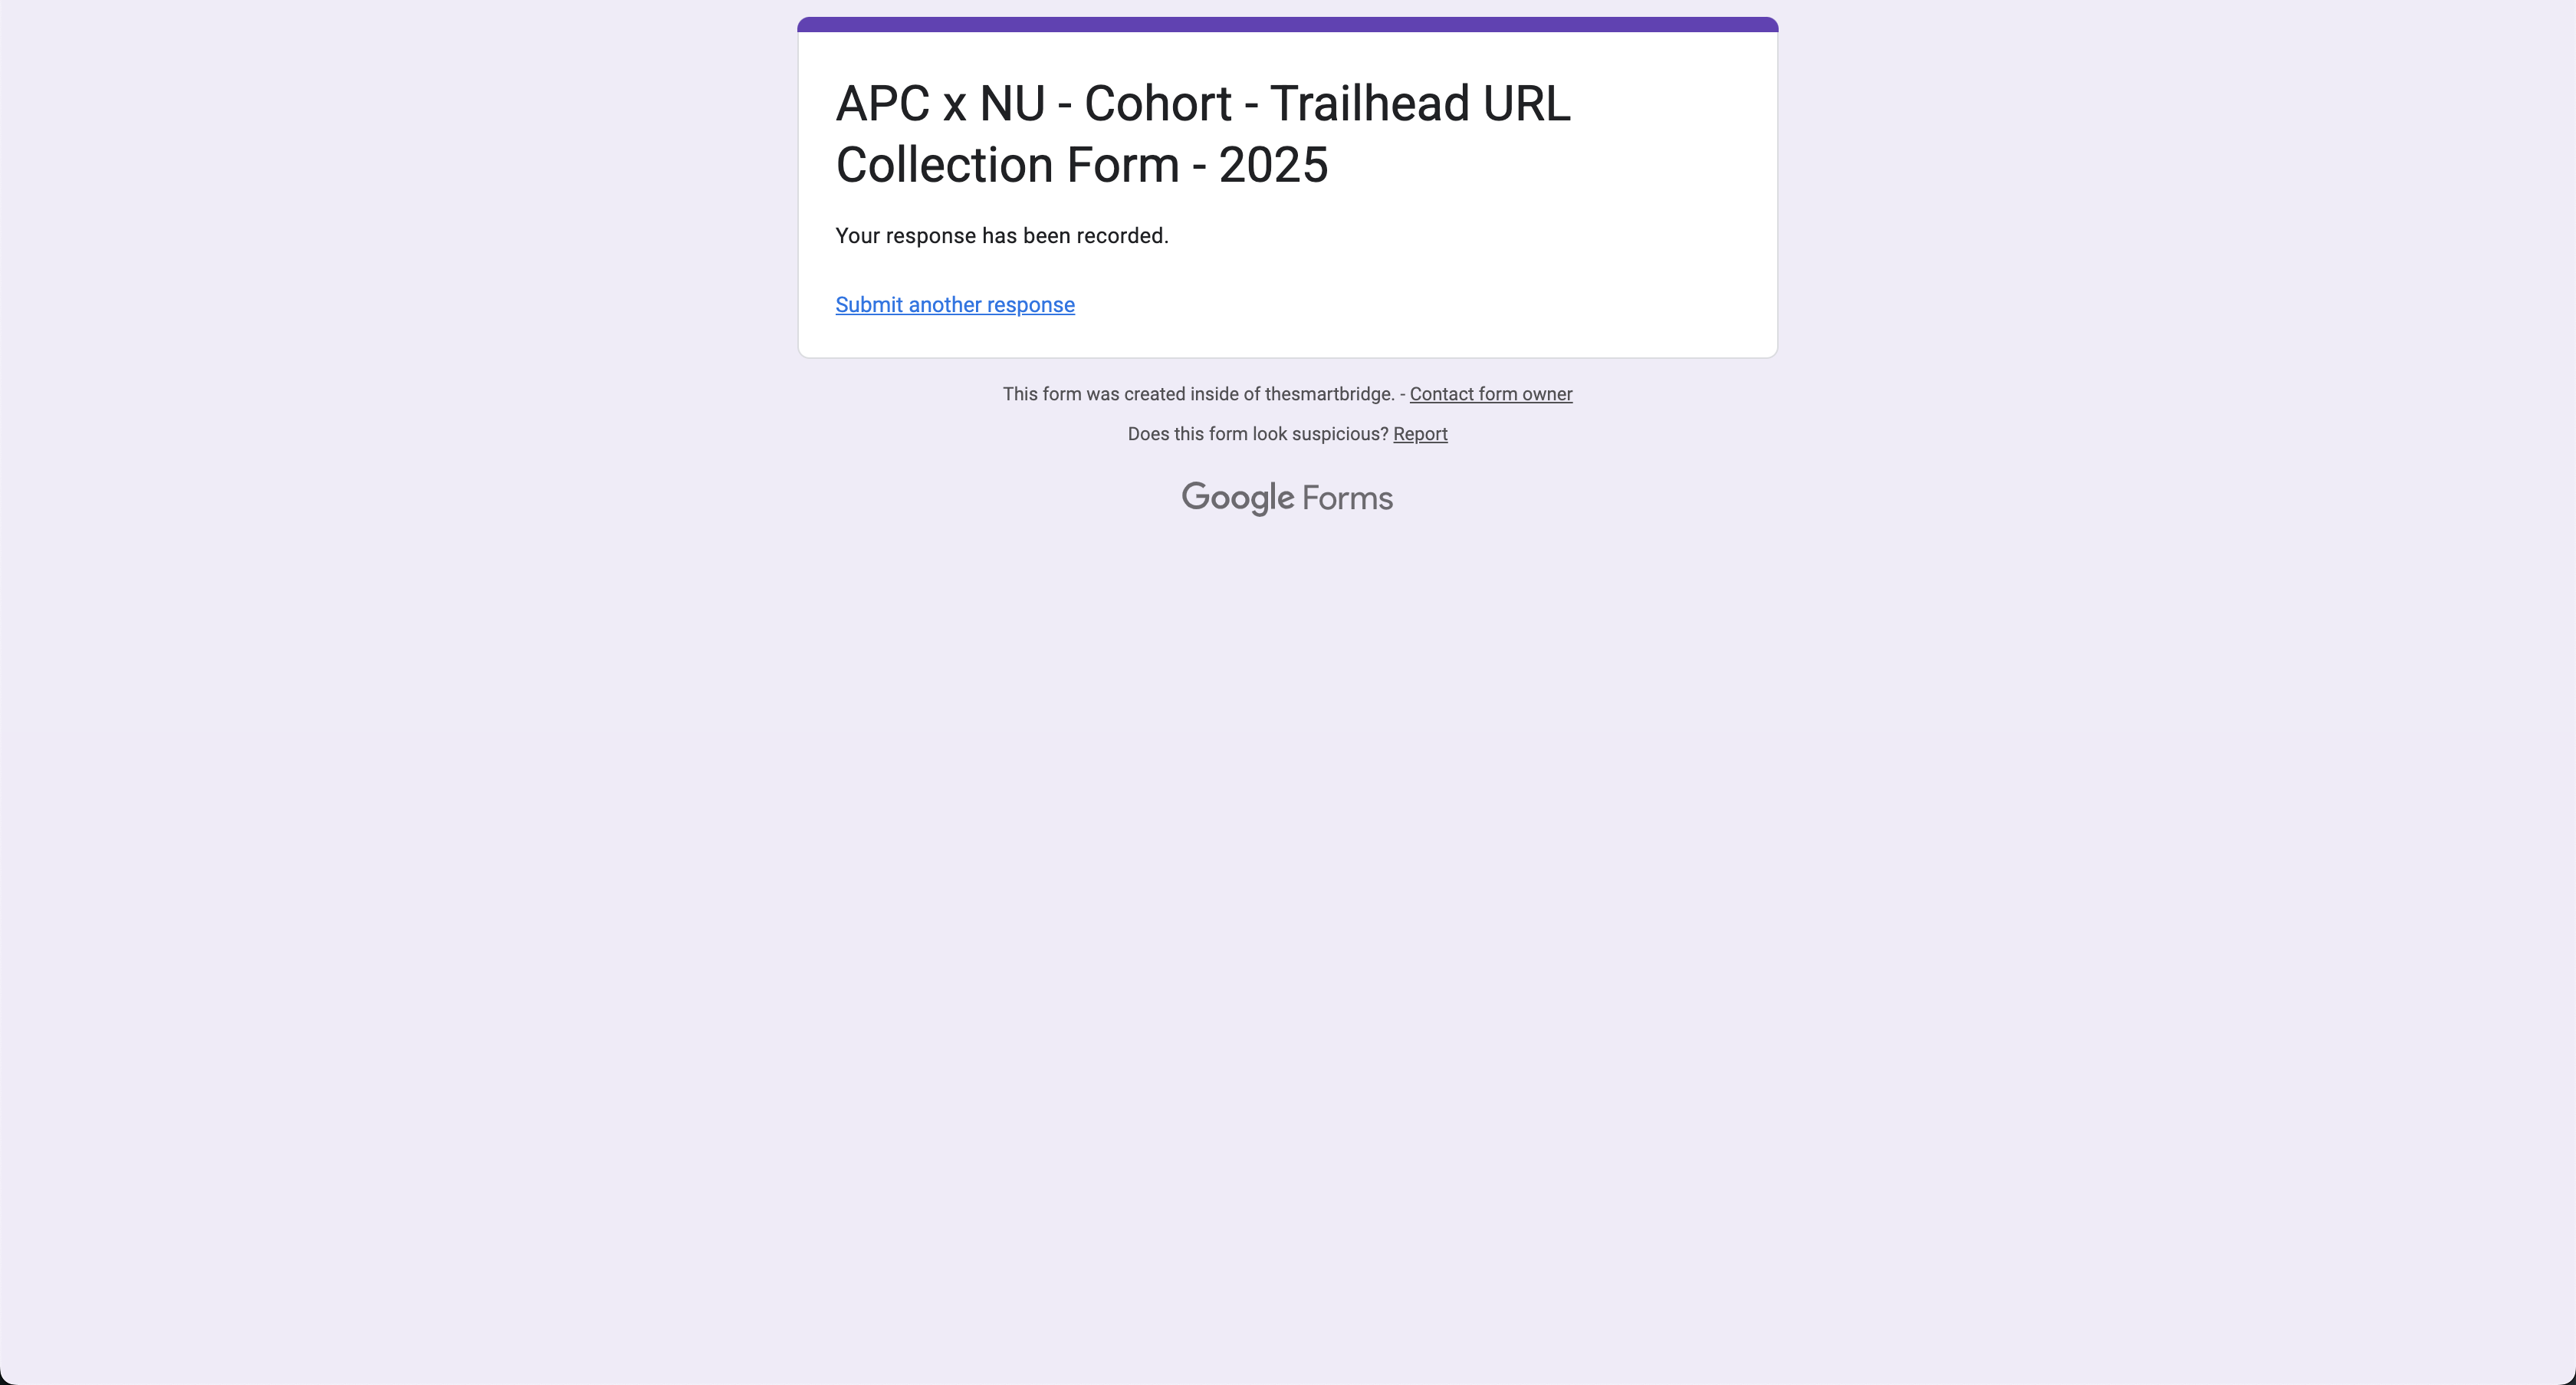 APC x NU - Cohort - Trailhead URL
Collection Form - 2025
Your response has been recorded.
Submit another response
This form was created inside of thesmartbridge. - Contact form owner
Does this form look suspicious? Report
Google Forms